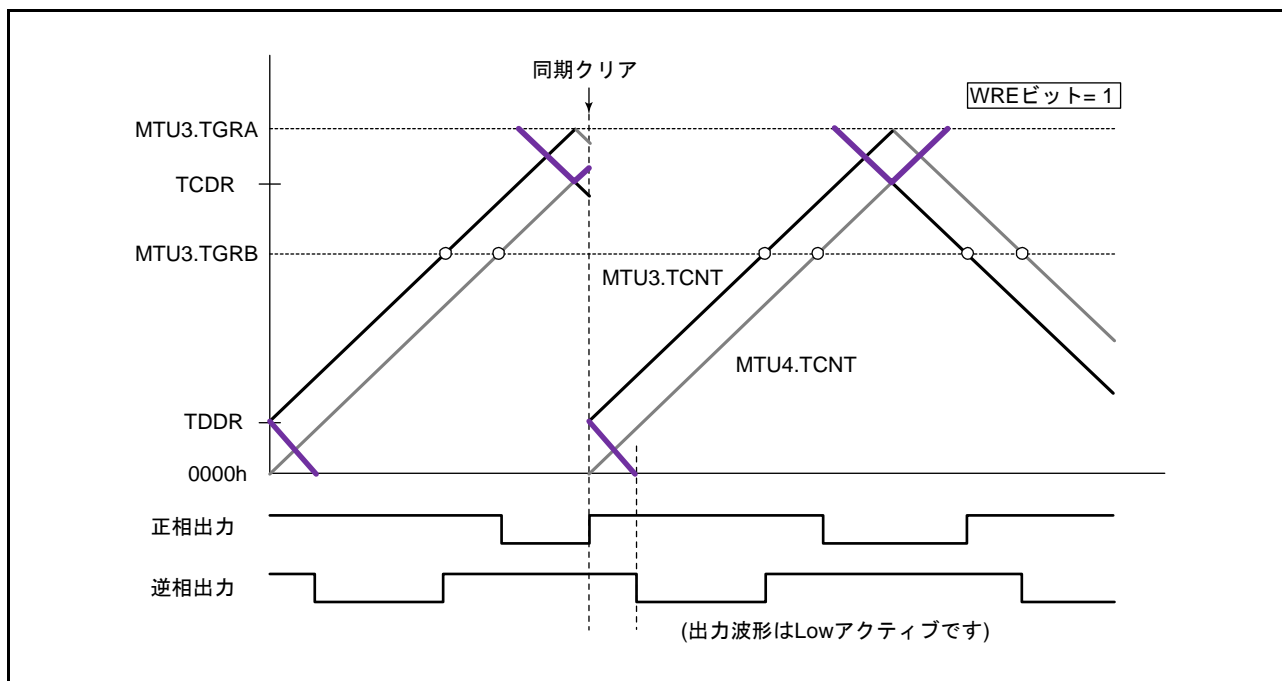 同期クリア
WREビット= 1
MTU3.TGRA
TCDR
MTU3.TGRB
MTU3.TCNT
MTU4.TCNT
TDDR
0000h
正相出力
逆相出力
(出力波形はLowアクティブです)